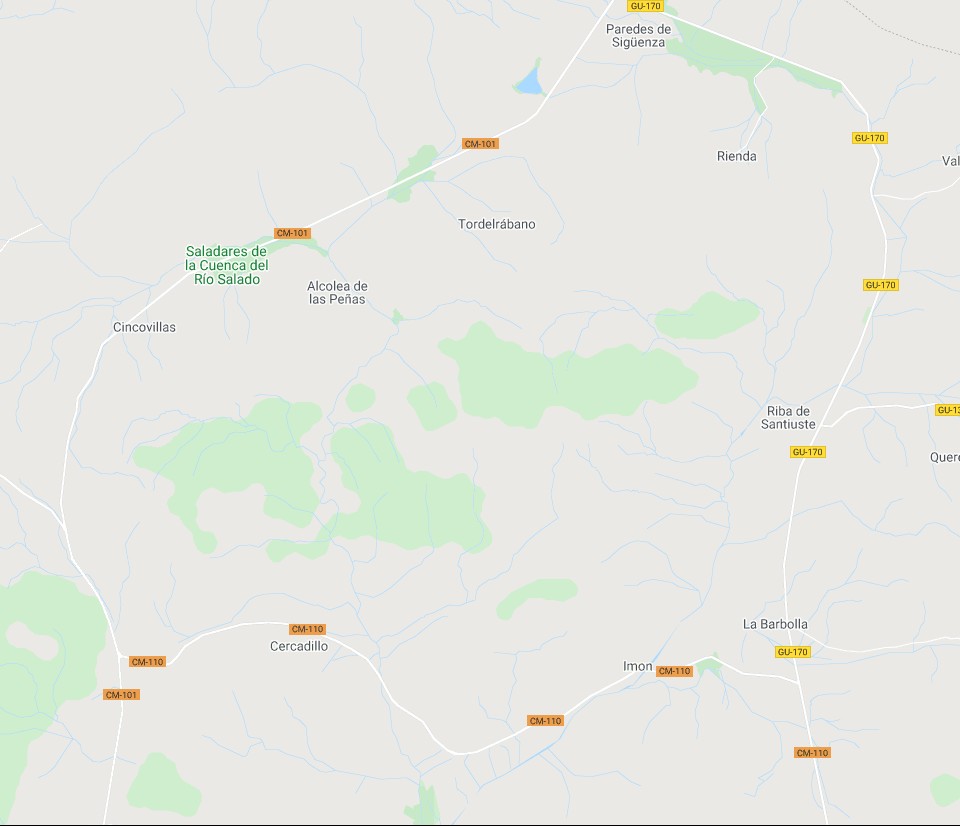 GU-170
Paredes de
Sigüenza
GU-170
CM-101
Rienda
Val
Tordelrábano
CM-101
Saladares de
la Cuenca del
Río Salado
Alcolea de
las Peñas
GU-170
Cincovillas
Riba de
Santiuste
GU-13
GU-170
Quero
La Barbolla
CM-110
Cercadillo
GU-170
CM-110
Imon
CM-110
CM-101
CM-110
CM-110